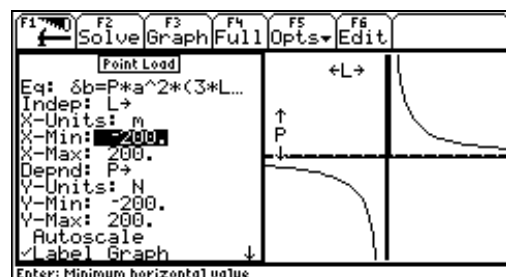 F1 F2 F3 F4 F5 F6
Solve Graph Full Opts▾ Edit
Point Load
Eq: δb=P*a^2*(3*L…
Indep: L→
X-Units: m
X-Min: -200.
X-Max: 200.
Depnd: P→
Y-Units: N
Y-Min: -200.
Y-Max: 200.
Autoscale
✓Label Graph ↓
←L→
↑
P
↓
Enter: Minimum horizontal value